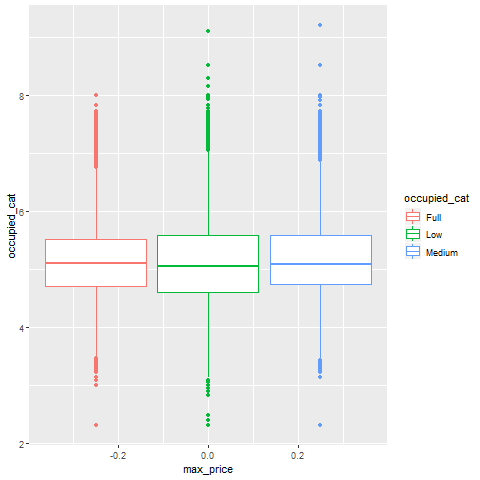 occupied_cat
8
6
4
2
-0.2
0.0
0.2
max_price
occupied_cat
Full
Low
Medium